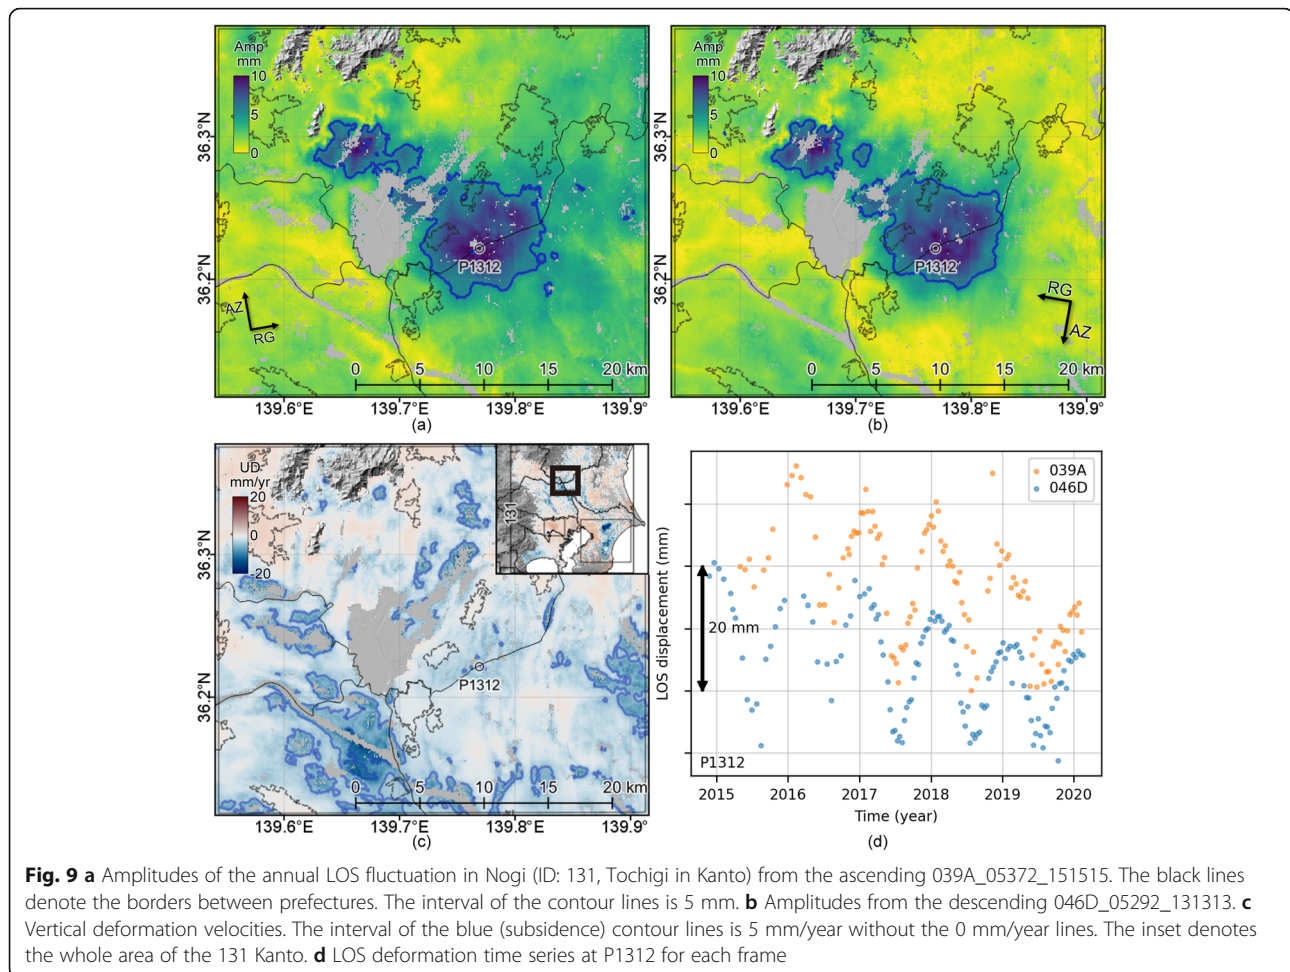 Amp
mm
10
5
0
36.3°N
36.2°N
P1312
AZ
RG
0 5 10 15 20 km
139.6°E 139.7°E 139.8°E 139.9°E
(a)
Amp
mm
10
5
0
36.3°N
36.2°N
P1312
RG
AZ
0 5 10 15 20 km
139.6°E 139.7°E 139.8°E 139.9°E
(b)
UD
mm/yr
20
0
-20
131
36.3°N
36.2°N
P1312
0 5 10 15 20 km
139.6°E 139.7°E 139.8°E 139.9°E
(c)
LOS displacement (mm)
039A
046D
20 mm
P1312
2015 2016 2017 2018 2019 2020
Time (year)
(d)
Fig. 9 a Amplitudes of the annual LOS fluctuation in Nogi (ID: 131, Tochigi in Kanto) from the ascending 039A_05372_151515. The black lines
denote the borders between prefectures. The interval of the contour lines is 5 mm. b Amplitudes from the descending 046D_05292_131313. c
Vertical deformation velocities. The interval of the blue (subsidence) contour lines is 5 mm/year without the 0 mm/year lines. The inset denotes
the whole area of the 131 Kanto. d LOS deformation time series at P1312 for each frame